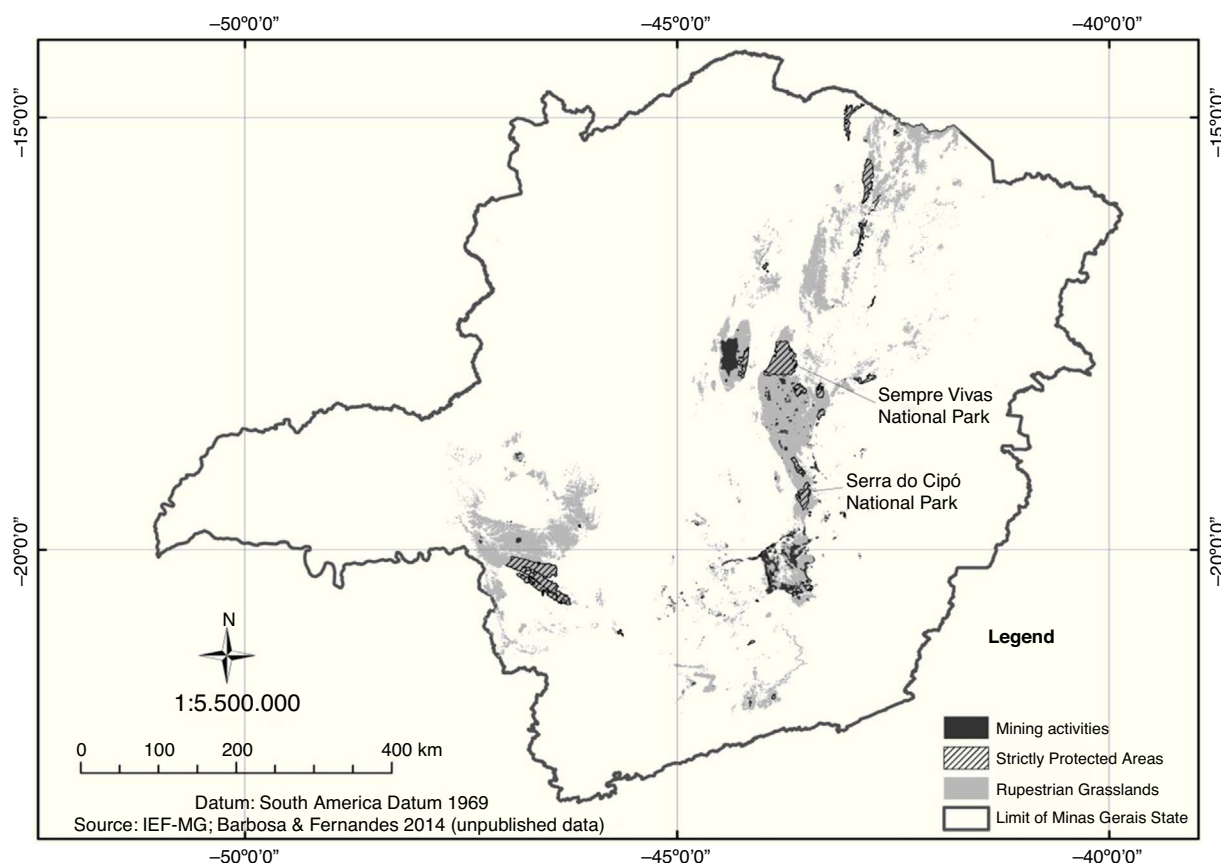 –50º0'0" –45º0'0" –40º0'0"
–15º0'0" –15º0'0"
Sempre Vivas
National Park
Serra do Cipó
National Park
–20º0'0" –20º0'0"
N
1:5.500.000
0 100 200 400 km
Datum: South America Datum 1969
Source: IEF-MG; Barbosa & Fernandes 2014 (unpublished data)
Legend
Mining activities
Strictly Protected Areas
Rupestrian Grasslands
Limit of Minas Gerais State
–50º0'0" –45º0'0" –40º0'0"